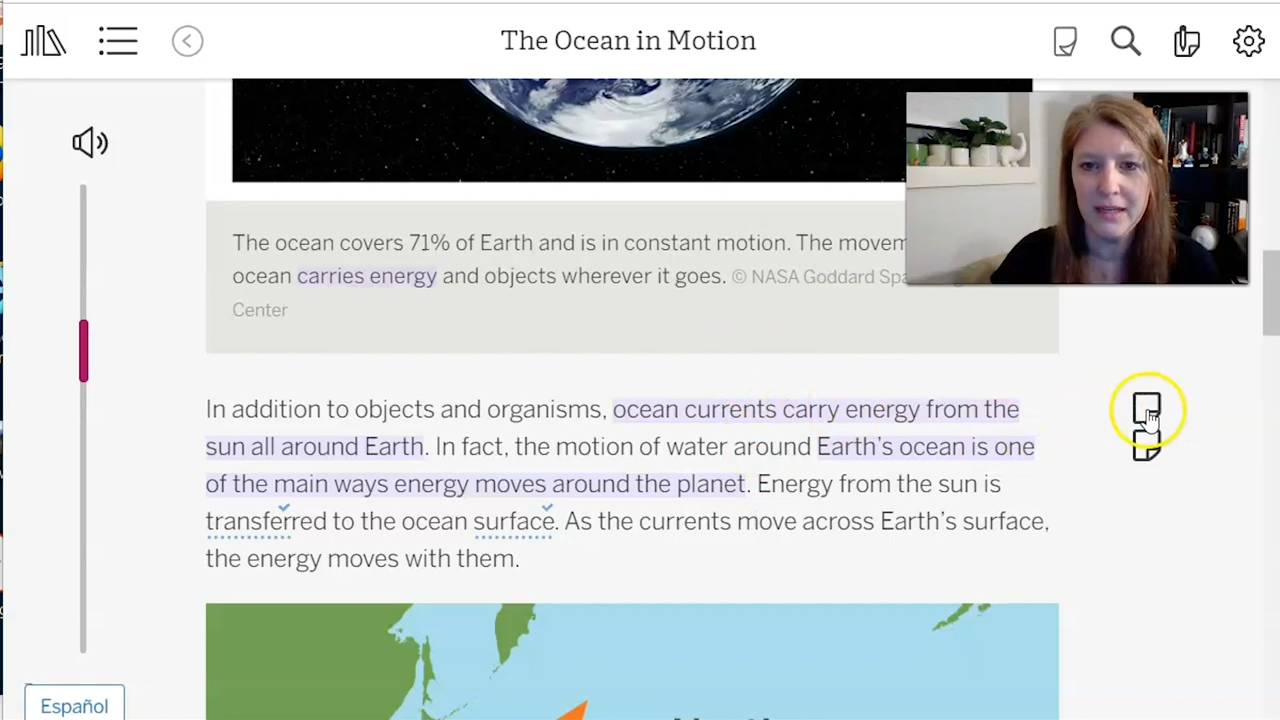 The Ocean in Motion
The ocean covers 71% of Earth and is in constant motion. The
ocean carries energy and objects wherever it goes. © NASA Goddard
Center
In addition to objects and organisms, ocean currents carry energy from the
sun all around Earth. In fact, the motion of water around Earth’s ocean is one
of the main ways energy moves around the planet. Energy from the sun is
transferred to the ocean surface. As the currents move across Earth’s surface,
the energy moves with them.
Español